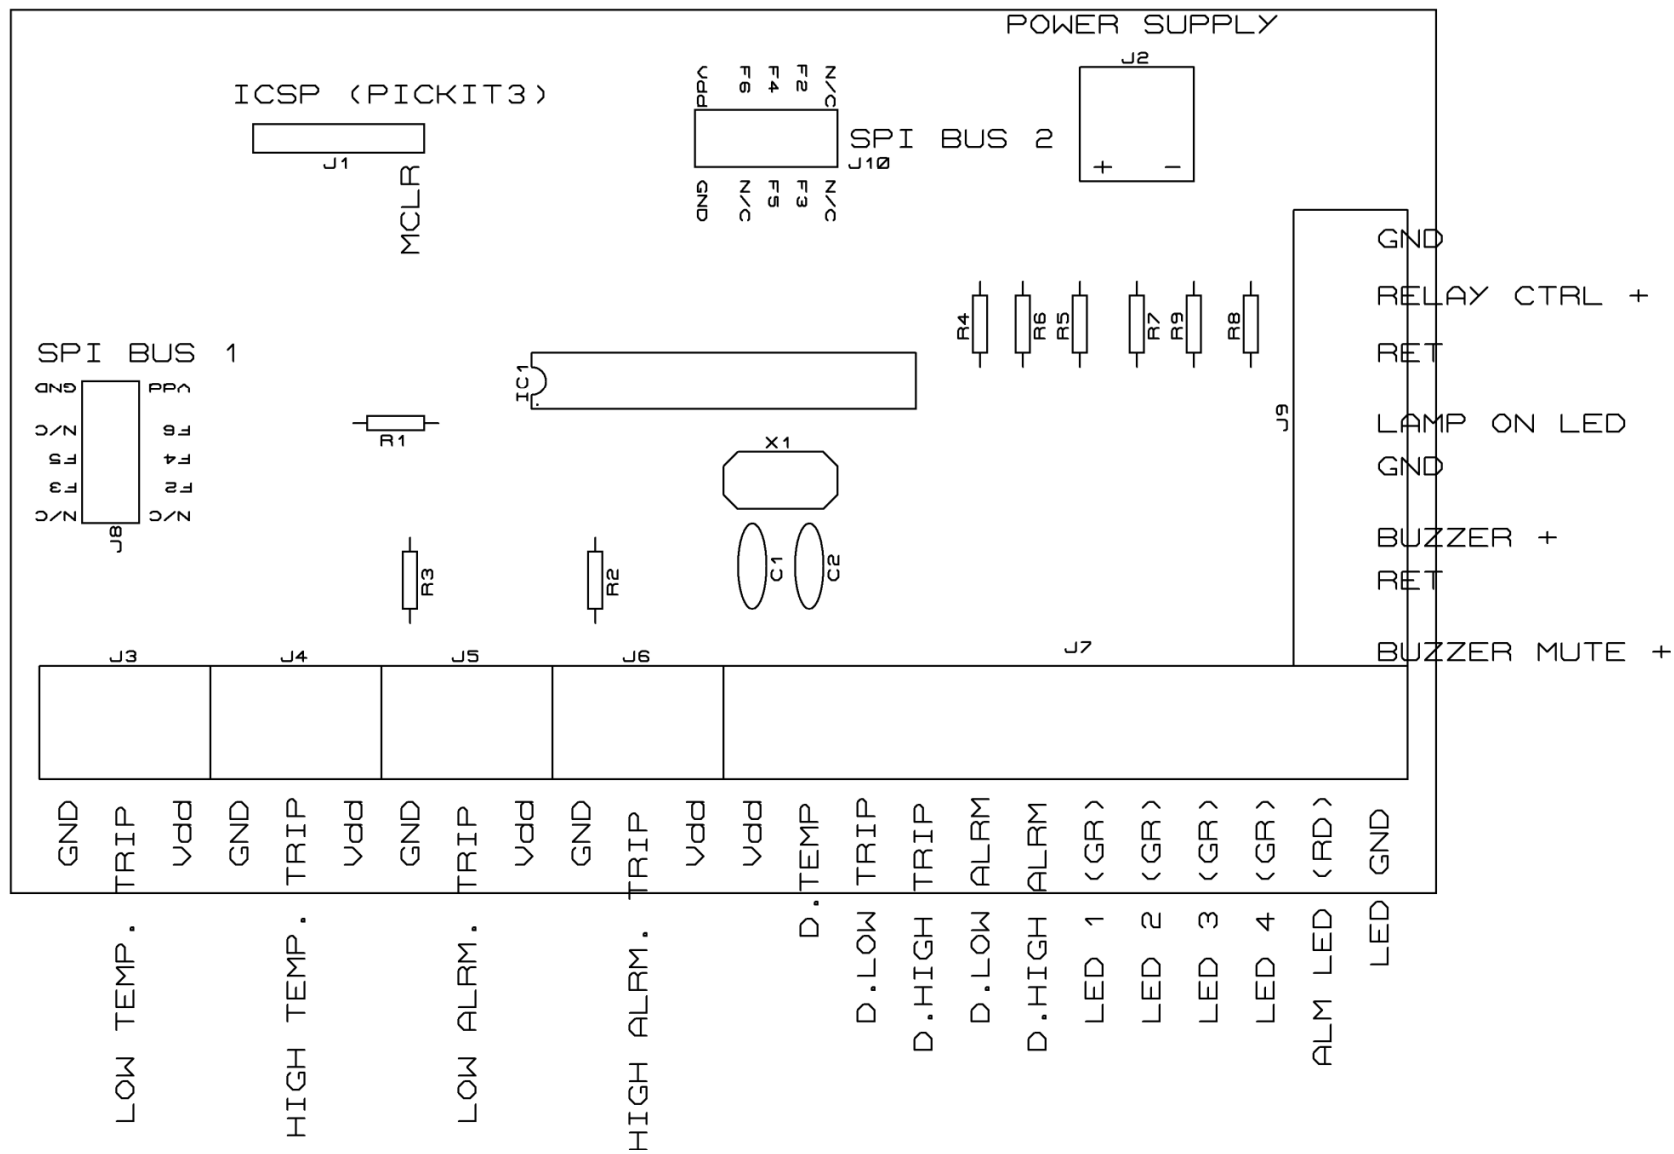 POWER SUPPLY
J2
+ -
ICSP (PICKIT3)
J1
MCLR
PPV F6 F4 F2 N/C
SPI BUS 2
J10
GND N/C F5 F3 N/C
GND
RELAY CTRL +
RET
LAMP ON LED
GND
BUZZER +
RET
BUZZER MUTE +
J9
R4 R6 R5 R7 R9 R8
SPI BUS 1
GND PPV
N/C F6
F5 F4
F3 F2
N/C N/C
J8
IC1
R1
X1
C1 C2
R3 R2
J3 J4 J5 J6 J7
GND
LOW TEMP. TRIP
Vdd
GND
HIGH TEMP. TRIP
Vdd
GND
LOW ALRM. TRIP
Vdd
GND
HIGH ALRM. TRIP
Vdd
Vdd
D.TEMP
D.LOW TRIP
D.HIGH TRIP
D.LOW ALRM
D.HIGH ALRM
LED 1 (GR)
LED 2 (GR)
LED 3 (GR)
LED 4 (GR)
ALM LED (RD)
LED GND